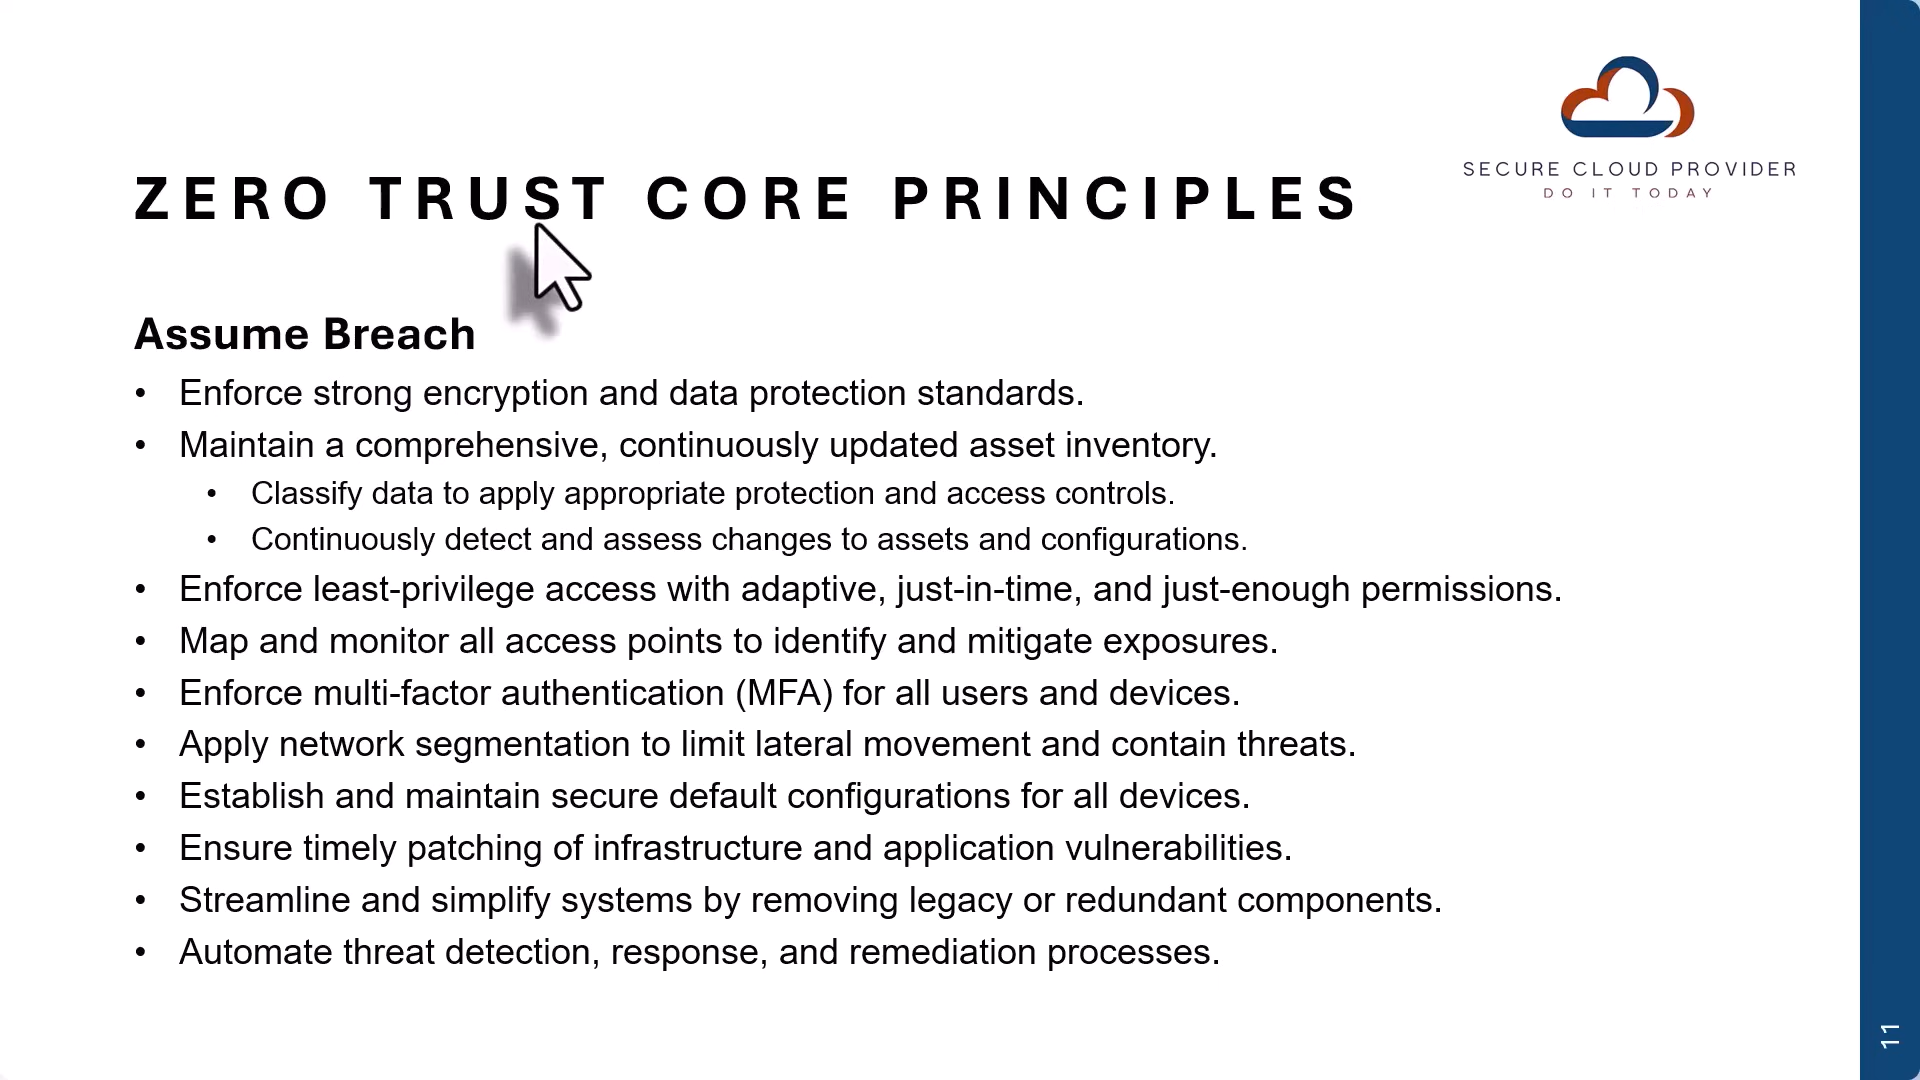 SECURE CLOUD PROVIDER
DO IT TODAY
ZERO TRUST CORE PRINCIPLES
Assume Breach
• Enforce strong encryption and data protection standards.
• Maintain a comprehensive, continuously updated asset inventory.
• Classify data to apply appropriate protection and access controls.
• Continuously detect and assess changes to assets and configurations.
• Enforce least-privilege access with adaptive, just-in-time, and just-enough permissions.
• Map and monitor all access points to identify and mitigate exposures.
• Enforce multi-factor authentication (MFA) for all users and devices.
• Apply network segmentation to limit lateral movement and contain threats.
• Establish and maintain secure default configurations for all devices.
• Ensure timely patching of infrastructure and application vulnerabilities.
• Streamline and simplify systems by removing legacy or redundant components.
• Automate threat detection, response, and remediation processes.
11